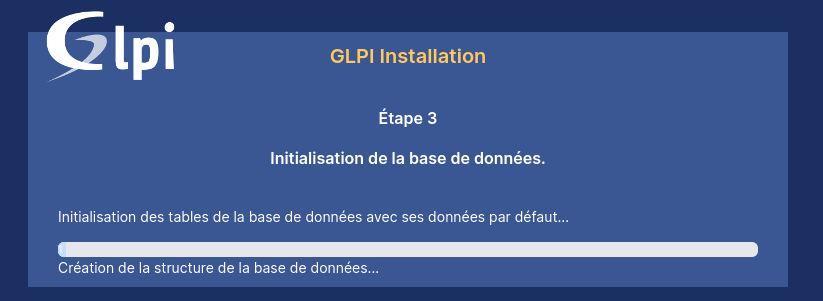 Glpi
GLPI Installation
Étape 3
Initialisation de la base de données.
Initialisation des tables de la base de données avec ses données par défaut...
Création de la structure de la base de données...